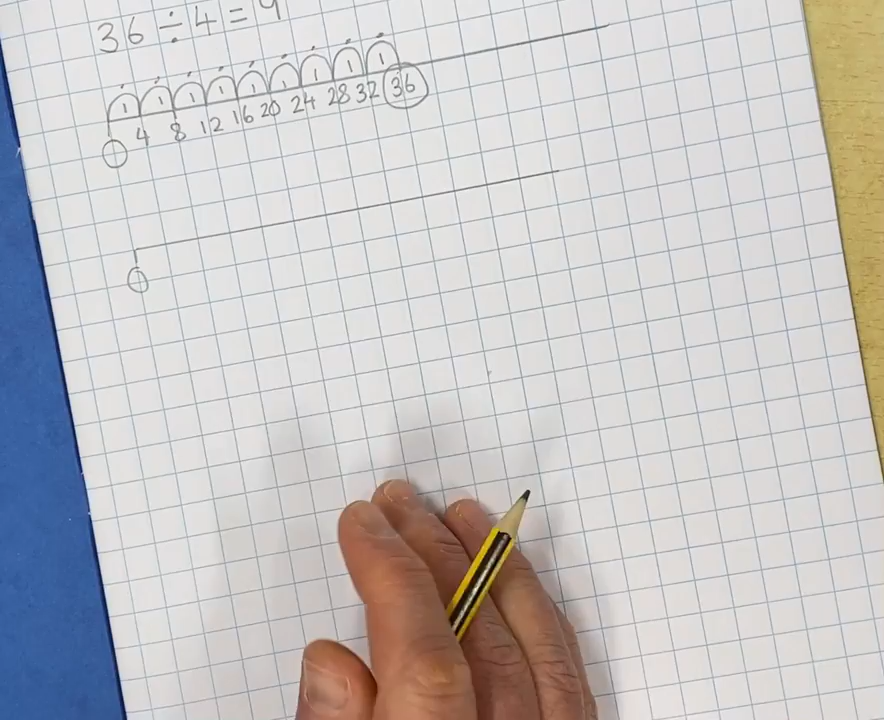 36 ÷ 4 = 9
1 1 1 1 1 1 1 1 1
0 4 8 12 16 20 24 28 32 36
0